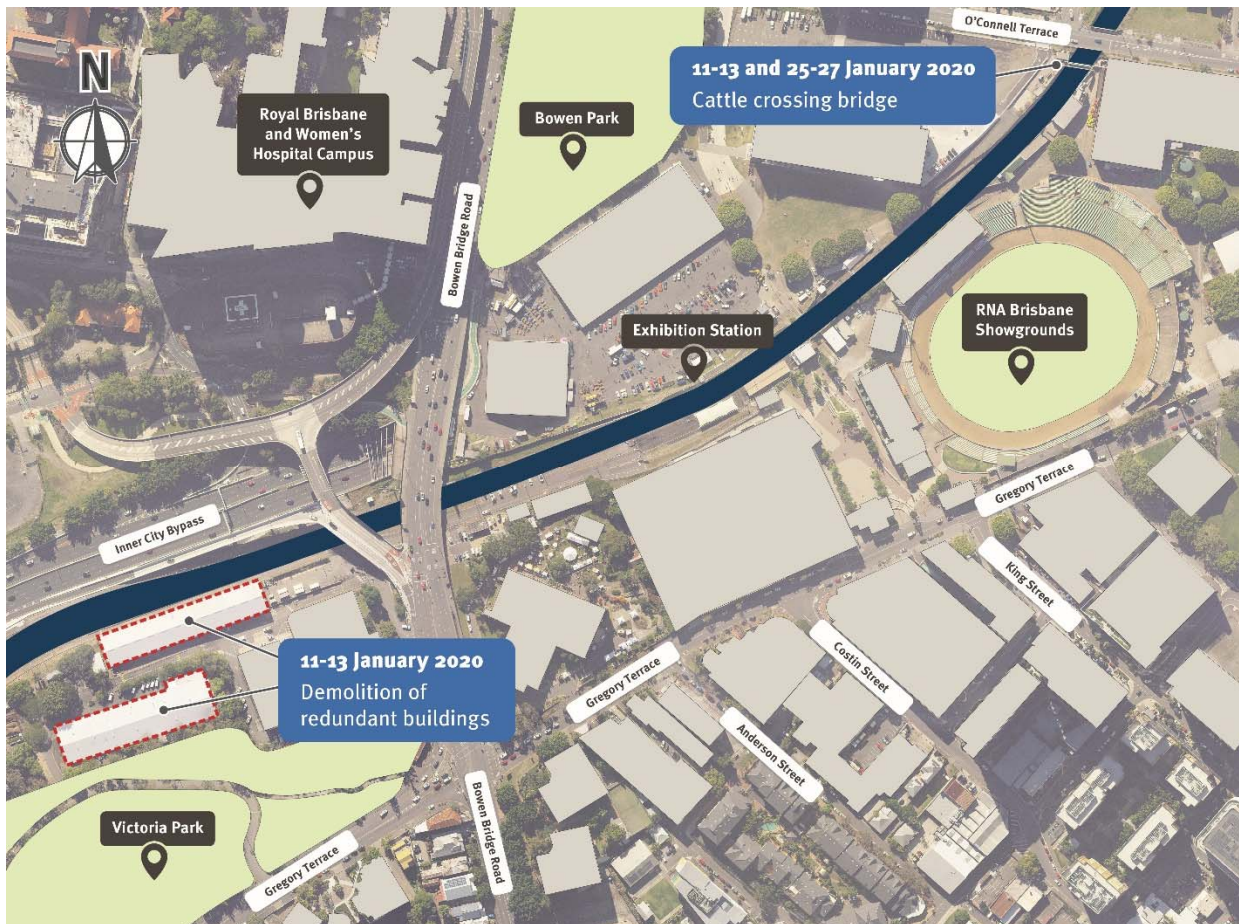 O'Connell Terrace
11-13 and 25-27 January 2020
Cattle crossing bridge
N
Royal Brisbane
and Women's
Hospital Campus
Bowen Park
Bowen Bridge Road
Exhibition Station
RNA Brisbane
Showgrounds
Gregory Terrace
Inner City Bypass
King Street
11-13 January 2020
Demolition of
redundant buildings
Gregory Terrace
Costin Street
Anderson Street
Bowen Bridge Road
Victoria Park
Gregory Terrace